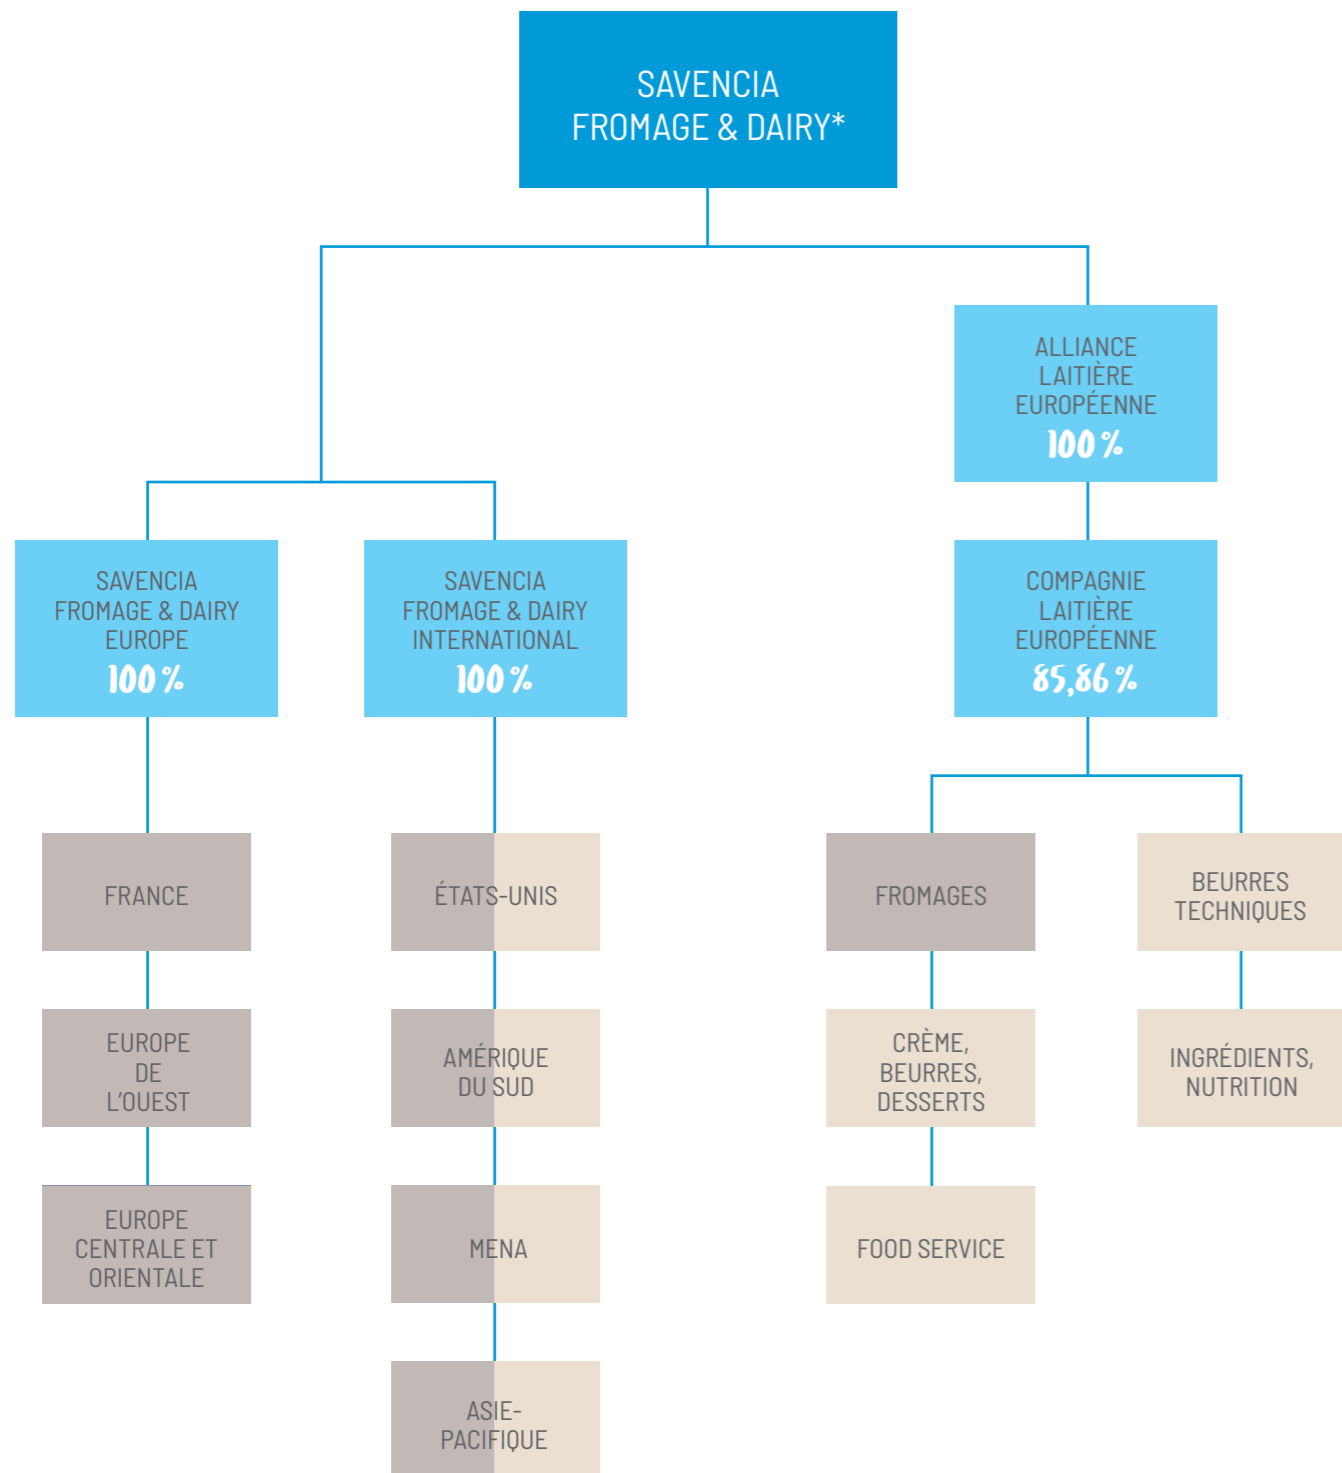 SAVENCIA
FROMAGE & DAIRY*
ALLIANCE
LAITIÈRE
EUROPÉENNE
100 %
SAVENCIA
FROMAGE & DAIRY
EUROPE
100 %
SAVENCIA
FROMAGE & DAIRY
INTERNATIONAL
100 %
COMPAGNIE
LAITIÈRE
EUROPÉENNE
85,86 %
FRANCE
EUROPE
DE
L'OUEST
EUROPE
CENTRALE ET
ORIENTALE
ÉTATS-UNIS
AMÉRIQUE
DU SUD
MENA
ASIE-
PACIFIQUE
FROMAGES
CRÈME,
BEURRES,
DESSERTS
FOOD SERVICE
BEURRES
TECHNIQUES
INGRÉDIENTS,
NUTRITION